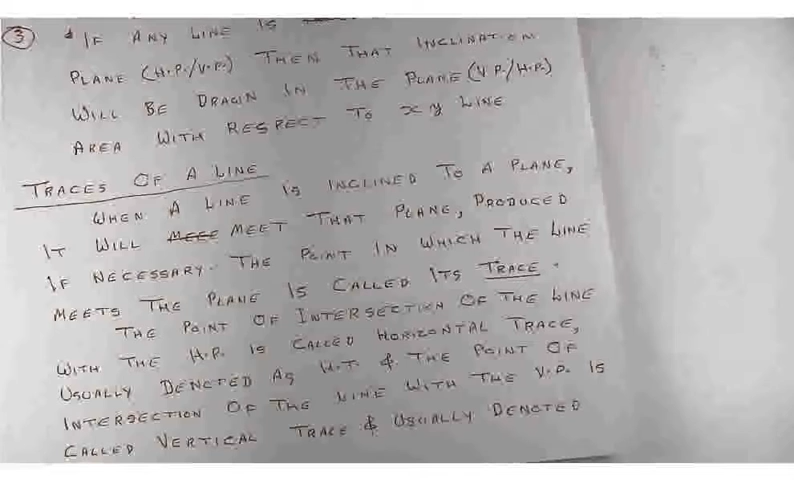 ③ * IF ANY LINE IS
PLANE (H.P./V.P.) THEN THAT INCLINATION
WILL BE DRAWN IN THE PLANE (V.P./H.P.)
AREA WITH RESPECT TO xy LINE
TRACES OF A LINE
WHEN A LINE IS INCLINED TO A PLANE,
IT WILL MEET THAT PLANE, PRODUCED
IF NECESSARY. THE POINT IN WHICH THE LINE
MEETS THE PLANE IS CALLED ITS TRACE.
THE POINT OF INTERSECTION OF THE LINE
WITH THE H.P. IS CALLED HORIZONTAL TRACE,
USUALLY DENOTED AS H.T. & THE POINT OF
INTERSECTION OF THE LINE WITH THE V.P. IS
CALLED VERTICAL TRACE & USUALLY DENOTED